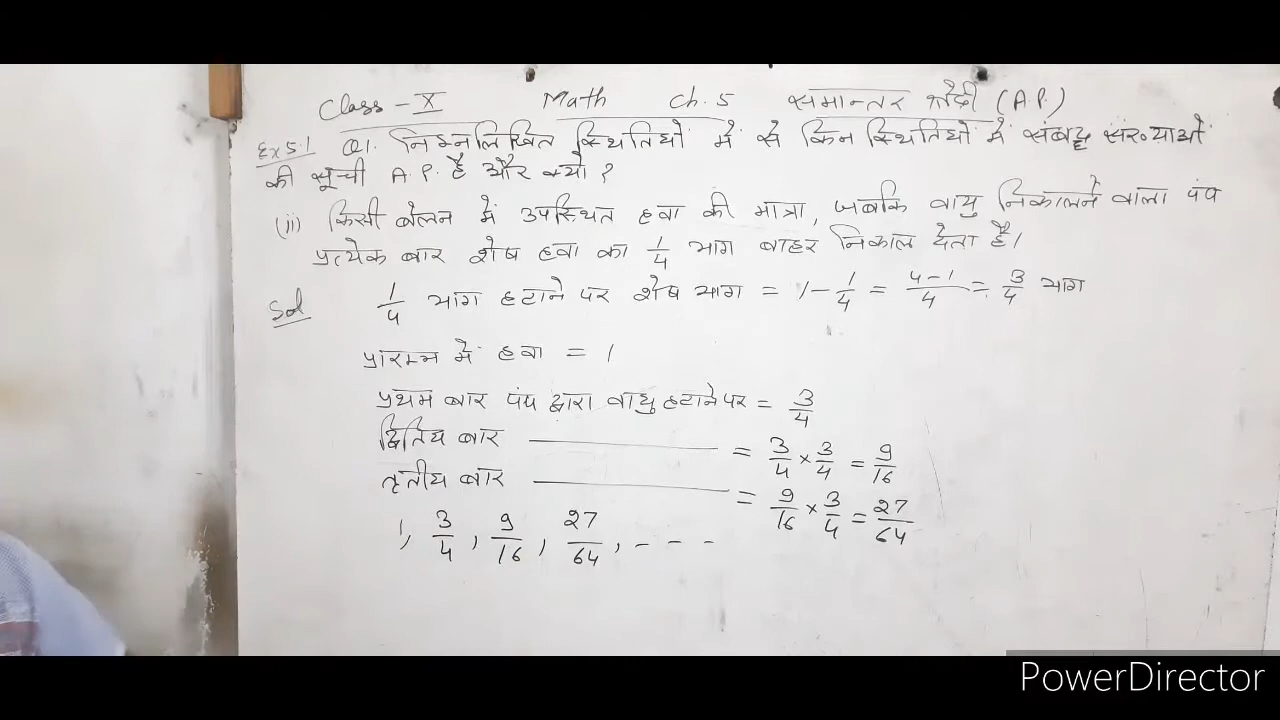 Class - X Math Ch. 5 समान्तर श्रेढ़ी (A.P.)
Ex 5.1 Q1. निम्नलिखित स्थितियों में से किन स्थितियों में संबद्ध संख्याओं
की सूची A.P. है और क्यों ?
(ii) किसी बेलन में उपस्थित हवा की मात्रा, जबकि वायु निकालने वाला पंप
प्रत्येक बार शेष हवा का 1/4 भाग बाहर निकाल देता है।
Sol 1/4 भाग हटाने पर शेष भाग = 1 - 1/4 = 4-1/4 = 3/4 भाग
प्रारम्भ में हवा = 1
प्रथम बार पंप द्वारा वायु हटाने पर = 3/4
द्वितिय बार ———— = 3/4 × 3/4 = 9/16
तृतीय बार ———— = 9/16 × 3/4 = 27/64
1, 3/4, 9/16, 27/64, - - -
PowerDirector